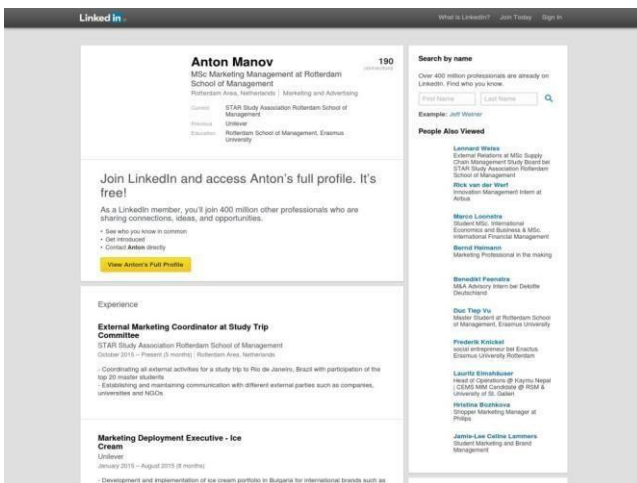 Linked in
What is LinkedIn? Join Today Sign In
Anton Manov
190
MSc Marketing Management at Rotterdam
School of Management
Rotterdam Area, Netherlands | Marketing and Advertising
Current STAR Study Association Rotterdam School of
Management
Previous Unilever
Education Rotterdam School of Management, Erasmus
University
Join LinkedIn and access Anton's full profile. It's
free!
As a LinkedIn member, you'll join 400 million other professionals who are
sharing connections, ideas, and opportunities.
• See who you know in common
• Get introduced
• Contact Anton directly
View Anton's Full Profile
Experience
External Marketing Coordinator at Study Trip
Committee
STAR Study Association Rotterdam School of Management
October 2015 – Present (5 months) | Rotterdam Area, Netherlands
- Coordinating all external activities for a study trip to Rio de Janeiro, Brazil with participation of the
top 20 master students
- Establishing and maintaining communication with different external parties such as companies,
universities and NGOs.
Marketing Deployment Executive - Ice
Cream
Unilever
January 2015 – August 2015 (8 months)
- Development and implementation of ice cream portfolio in Bulgaria for international brands such as
Search by name
Over 400 million professionals are already on
LinkedIn. Find who you know.
First Name Last Name
Example: Jeff Weiner
People Also Viewed
Lennard Weiss
External Relations at MSc Supply
Chain Management Study Board bei
STAR Study Association Rotterdam
School of Management
Rick van der Werf
Innovation Management Intern at
Airbus
Marco Loonstra
Student MSc. International
Economics and Business & MSc.
International Financial Management
Bernd Heimann
Marketing Professional in the making
Benedikt Feenstra
M&A Advisory Intern bei Deloitte
Deutschland
Duc Tiep Vu
Master Student at Rotterdam School
of Management, Erasmus University
Frederik Knickel
social entrepreneur bei Enactus
Erasmus University Rotterdam
Lauritz Elmshäuser
Head of Operations @ Kaymu Nepal
| CEMS MIM Candidate @ RSM &
University of St. Gallen
Hristina Bozhkova
Shopper Marketing Manager at
Philips
Jamie-Lee Celine Lammers
Student Marketing and Brand
Management